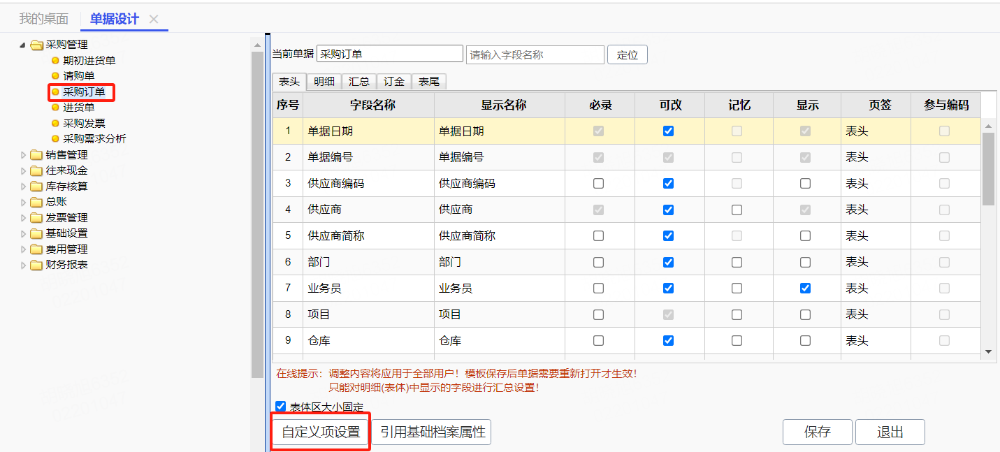 我的桌面 单据设计
采购管理
期初进货单
请购单
采购订单
进货单
采购发票
采购需求分析
销售管理
往来现金
库存核算
总账
发票管理
基础设置
费用管理
财务报表
当前单据 采购订单 请输入字段名称 定位
表头 明细 汇总 订金 表尾
序号 字段名称 显示名称 必录 可改 记忆 显示 页签 参与编码
1 单据日期 单据日期 表头
2 单据编号 单据编号 表头
3 供应商编码 供应商编码 表头
4 供应商 供应商 表头
5 供应商简称 供应商简称 表头
6 部门 部门 表头
7 业务员 业务员 表头
8 项目 项目 表头
9 仓库 仓库 表头
在线提示：调整内容将应用于全部用户！模板保存后单据需要重新打开才生效！
只能对明细(表体)中显示的字段进行汇总设置！
表体区大小固定
自定义项设置 引用基础档案属性 保存 退出